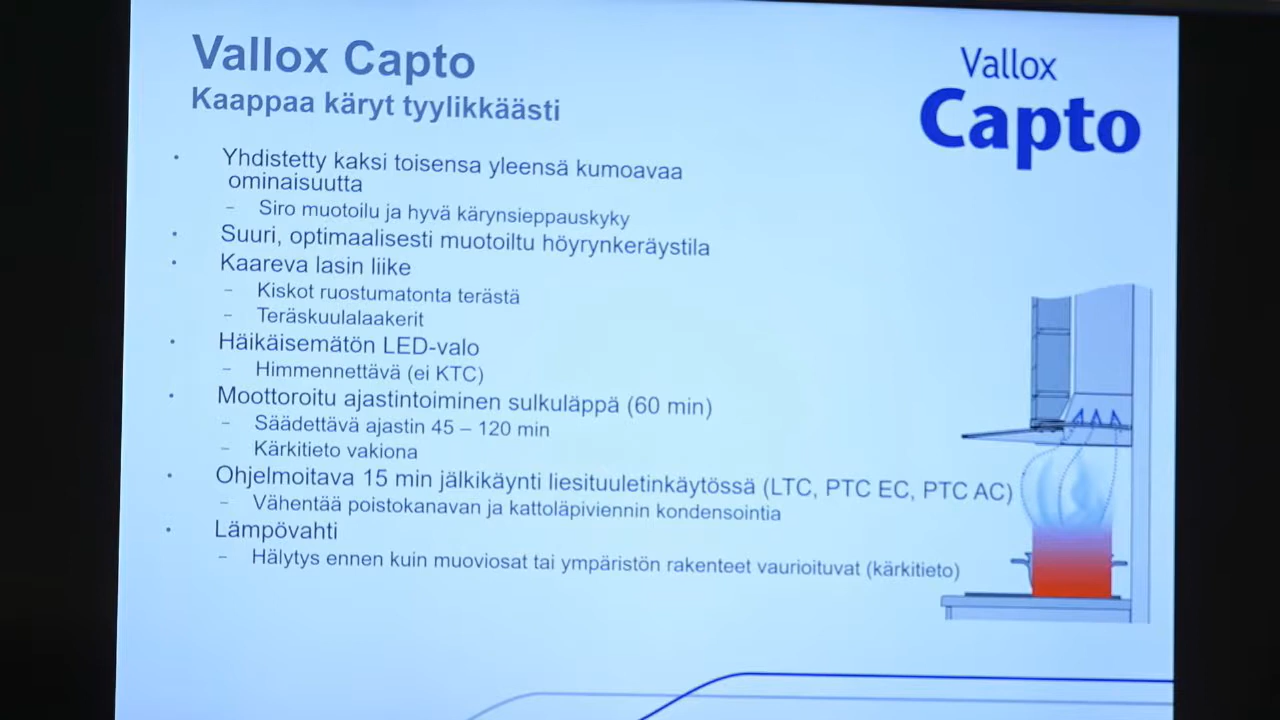 Vallox Capto
Kaappaa käryt tyylikkäästi
Vallox
Capto
• Yhdistetty kaksi toisensa yleensä kumoavaa
ominaisuutta
– Siro muotoilu ja hyvä kärynsieppauskyky
• Suuri, optimaalisesti muotoiltu höyrynkeräystila
• Kaareva lasin liike
– Kiskot ruostumatonta terästä
– Teräskuulalaakerit
• Häikäisemätön LED-valo
– Himmennettävä (ei KTC)
• Moottoroitu ajastintoiminen sulkuläppä (60 min)
– Säädettävä ajastin 45 – 120 min
– Kärkitieto vakiona
• Ohjelmoitava 15 min jälkikäynti liesituuletinkäytössä (LTC, PTC EC, PTC AC)
– Vähentää poistokanavan ja kattoläpiviennin kondensointia
• Lämpövahti
– Hälytys ennen kuin muoviosat tai ympäristön rakenteet vaurioituvat (kärkitieto)